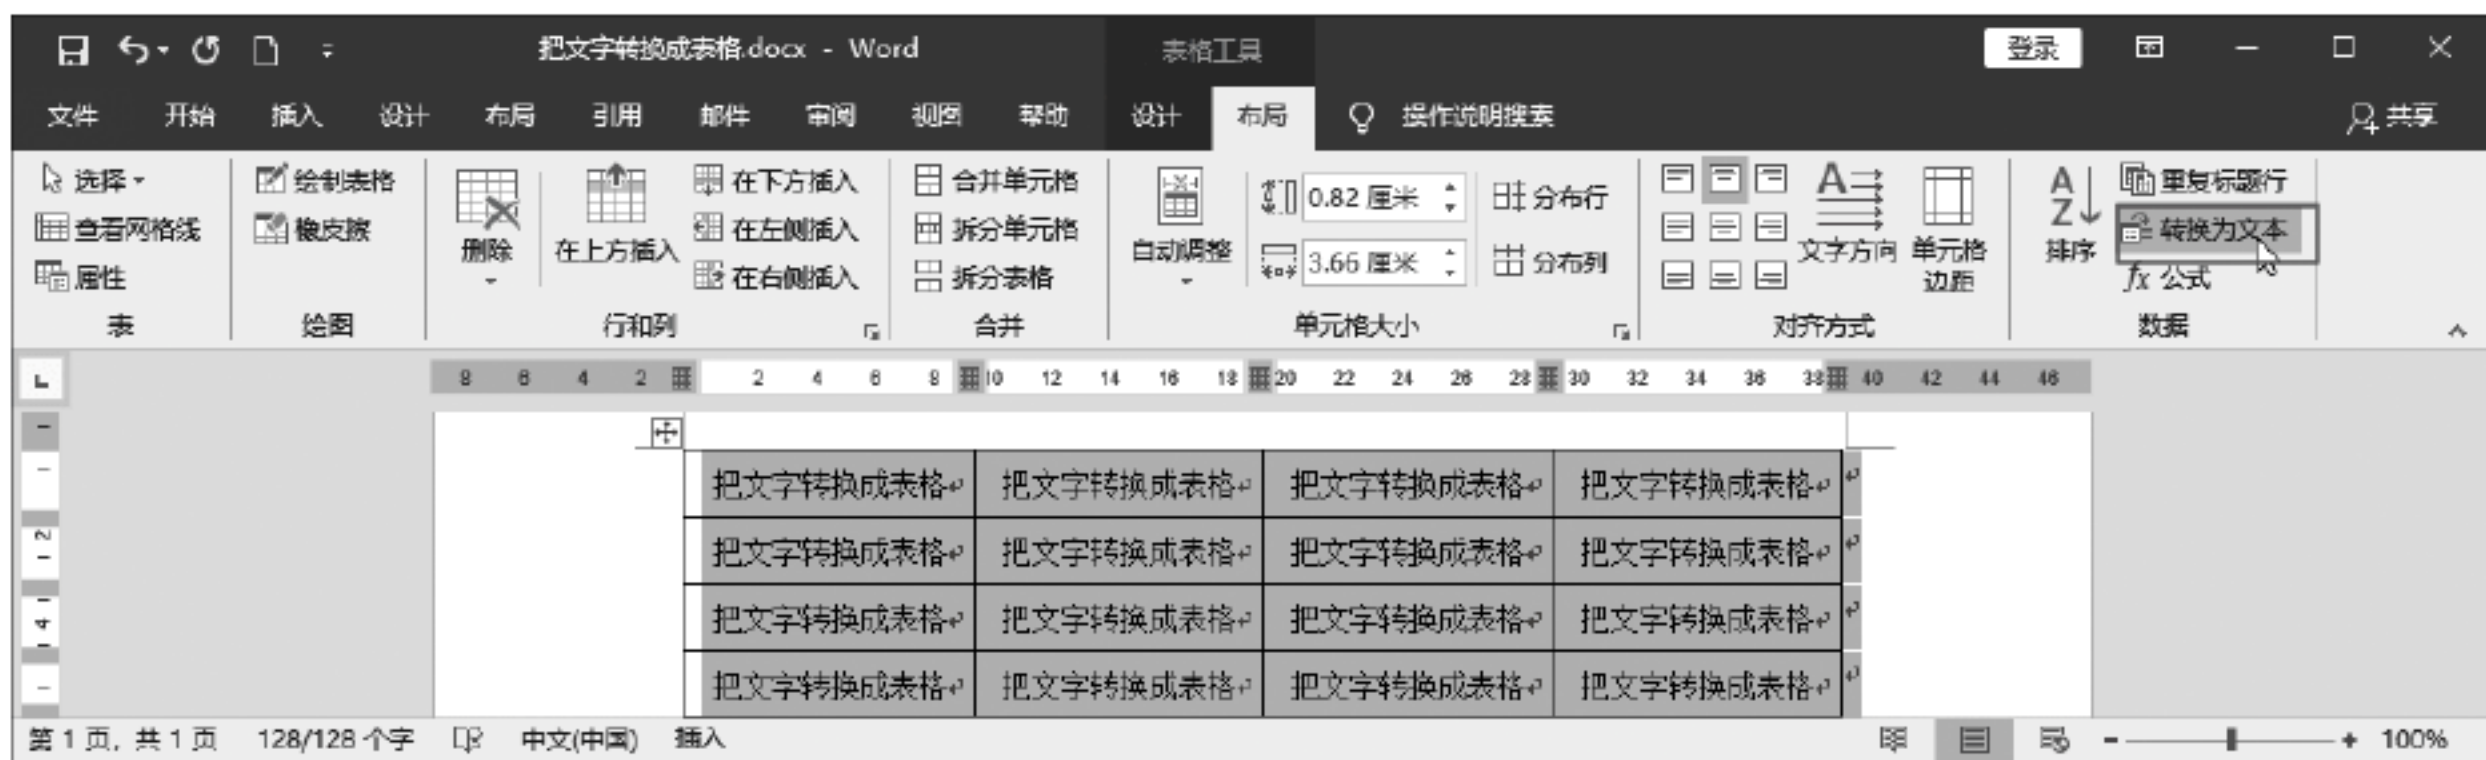 把文字转换成表格.docx - Word 表格工具 登录
文件 开始 插入 设计 布局 引用 邮件 审阅 视图 帮助 设计 布局 操作说明搜索 共享
选择 绘制表格 在下方插入 合并单元格 0.82 厘米 分布行 重复标题行
查看网格线 橡皮擦 删除 在上方插入 在左侧插入 拆分单元格 自动调整 文字方向 单元格边距 排序 转换为文本
属性 在右侧插入 拆分表格 3.66 厘米 分布列 fx 公式
表 绘图 行和列 合并 单元格大小 对齐方式 数据
8 6 4 2 2 4 6 8 10 12 14 16 18 20 22 24 26 28 30 32 34 36 38 40 42 44 46
把文字转换成表格 把文字转换成表格 把文字转换成表格 把文字转换成表格
2
把文字转换成表格 把文字转换成表格 把文字转换成表格 把文字转换成表格
4
把文字转换成表格 把文字转换成表格 把文字转换成表格 把文字转换成表格
把文字转换成表格 把文字转换成表格 把文字转换成表格 把文字转换成表格
第 1 页, 共 1 页 128/128 个字 中文(中国) 插入 100%